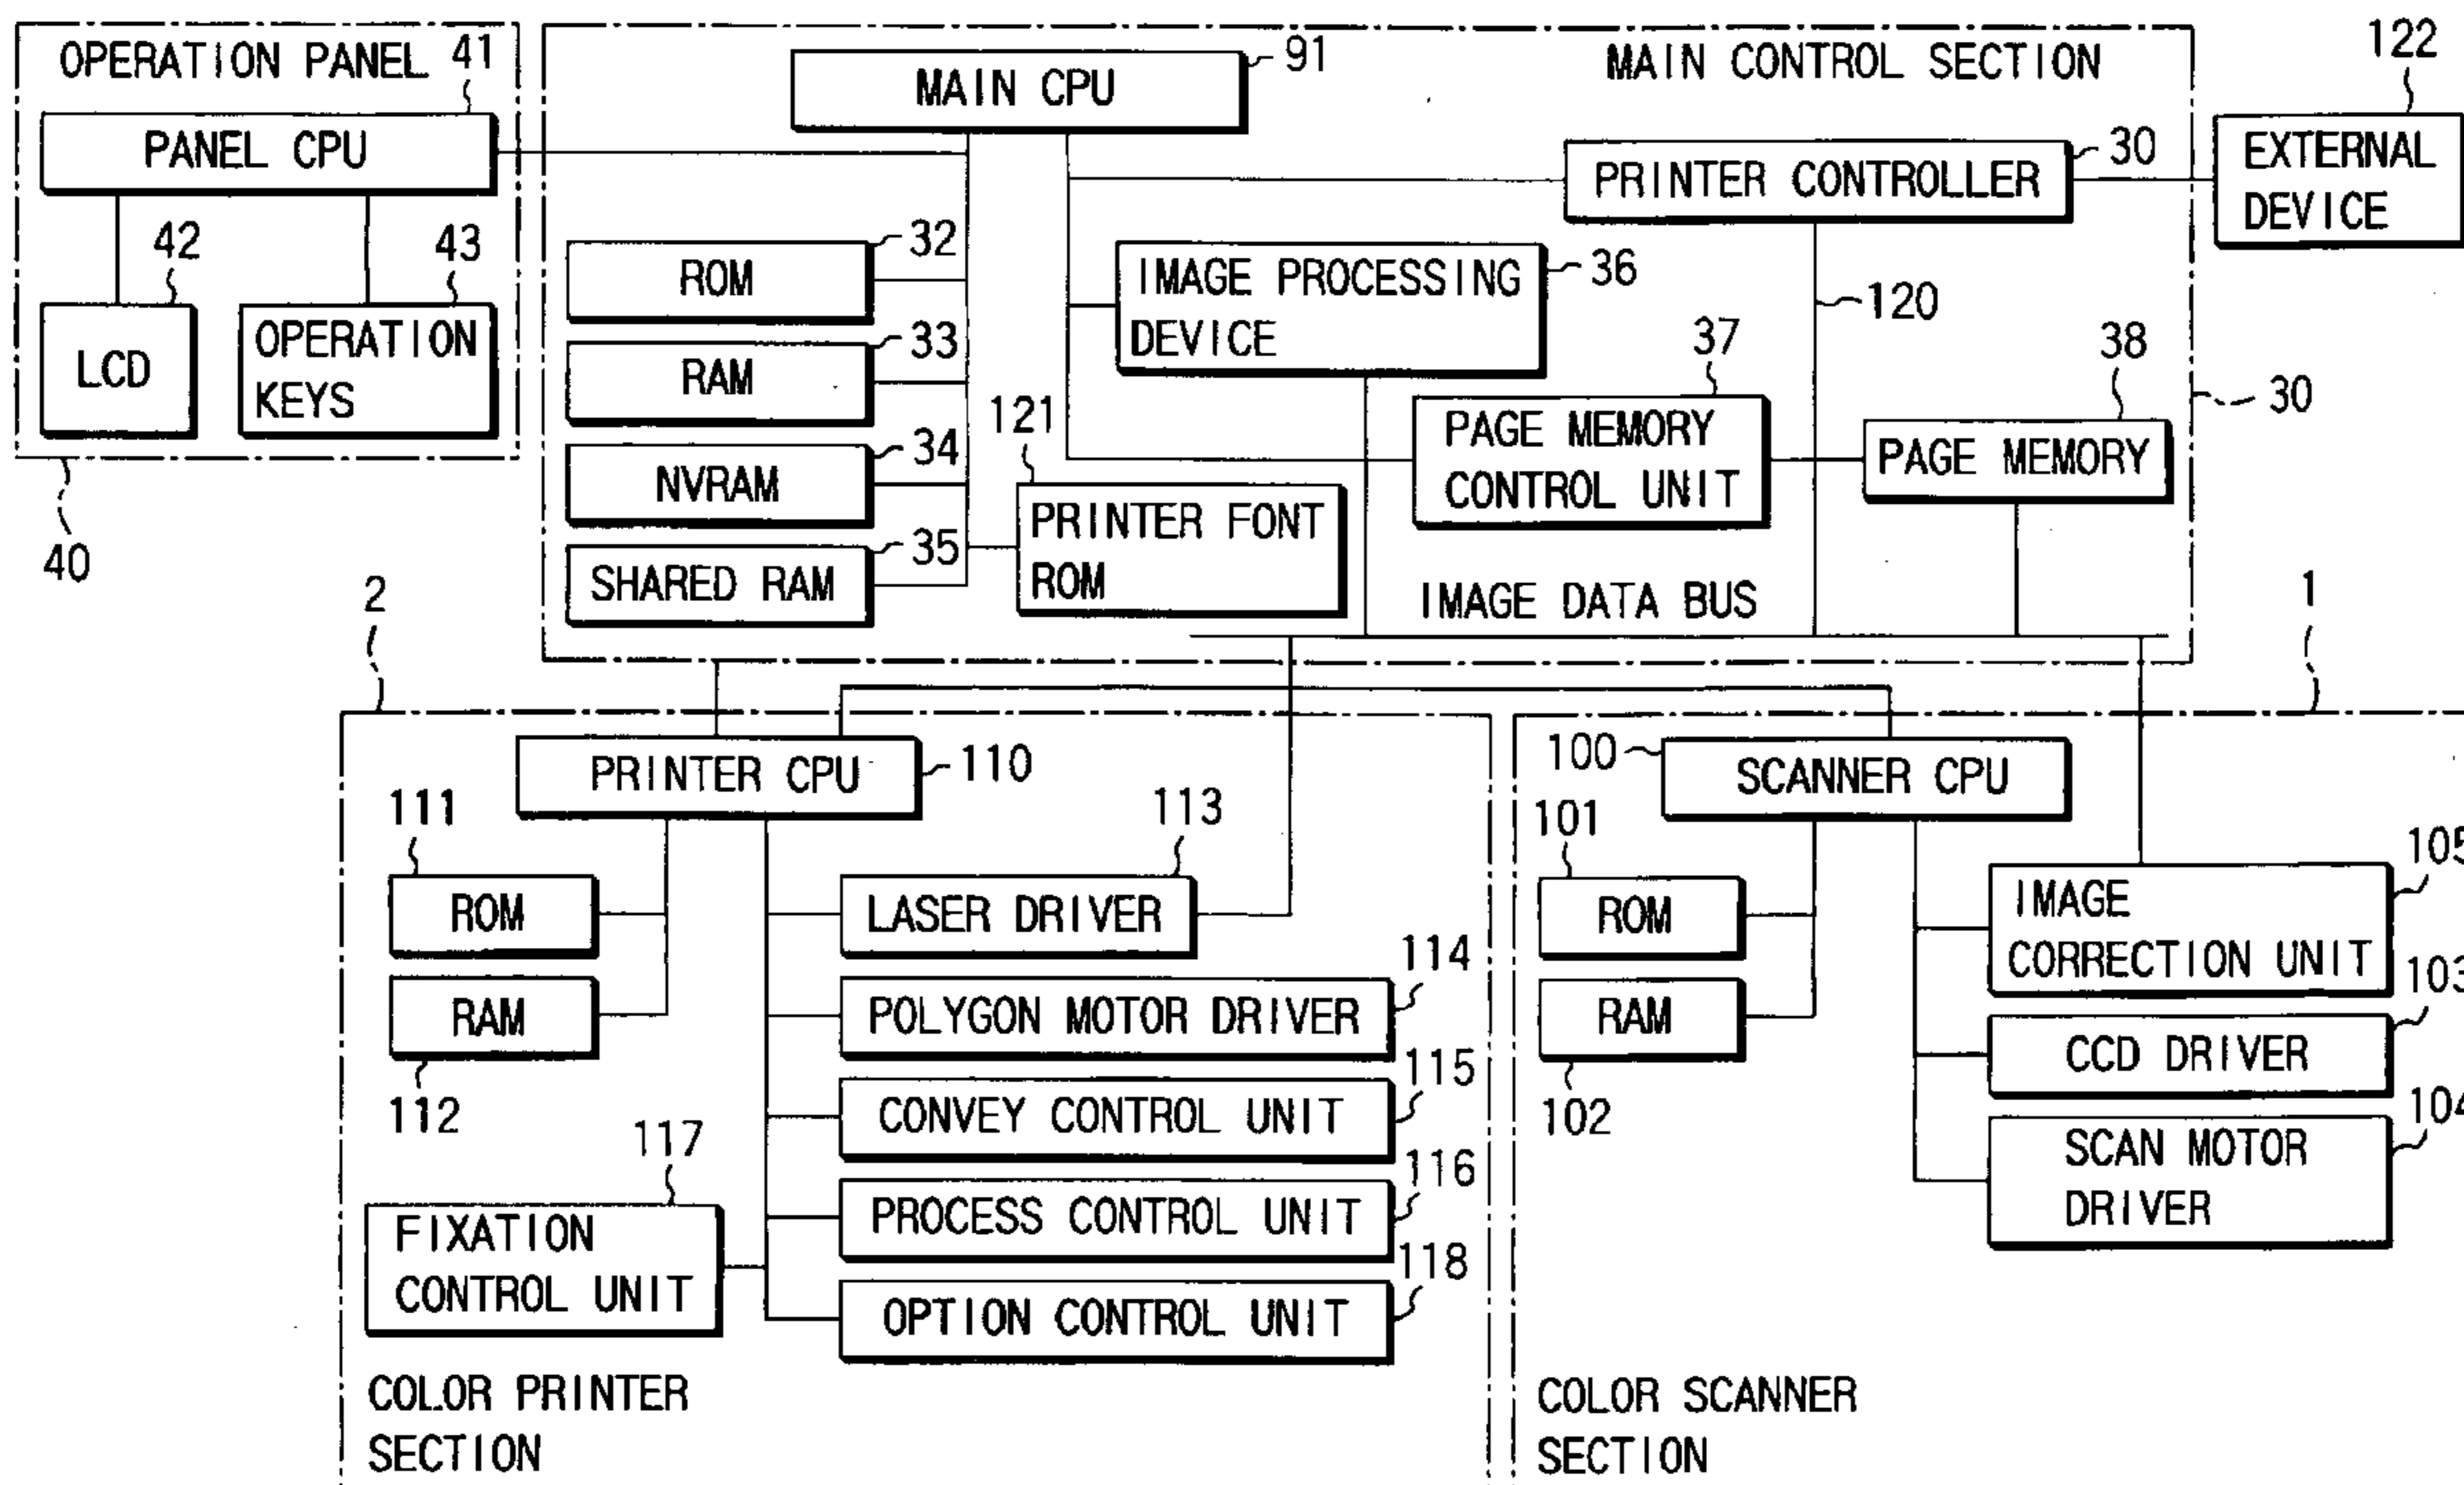 OPERATION PANEL
41
PANEL CPU
42
LCD
43
OPERATION
KEYS
40
MAIN CONTROL SECTION
MAIN CPU
91
PRINTER CONTROLLER
30
122
EXTERNAL
DEVICE
ROM
32
RAM
33
NVRAM
34
SHARED RAM
35
IMAGE PROCESSING
DEVICE
36
120
37
PAGE MEMORY
CONTROL UNIT
38
PAGE MEMORY
30
121
PRINTER FONT
ROM
IMAGE DATA BUS
2
PRINTER CPU
110
111
ROM
RAM
112
113
LASER DRIVER
114
POLYGON MOTOR DRIVER
115
CONVEY CONTROL UNIT
116
PROCESS CONTROL UNIT
117
FIXATION
CONTROL UNIT
118
OPTION CONTROL UNIT
COLOR PRINTER
SECTION
1
100
SCANNER CPU
101
ROM
RAM
102
105
IMAGE
CORRECTION UNIT
103
CCD DRIVER
104
SCAN MOTOR
DRIVER
COLOR SCANNER
SECTION